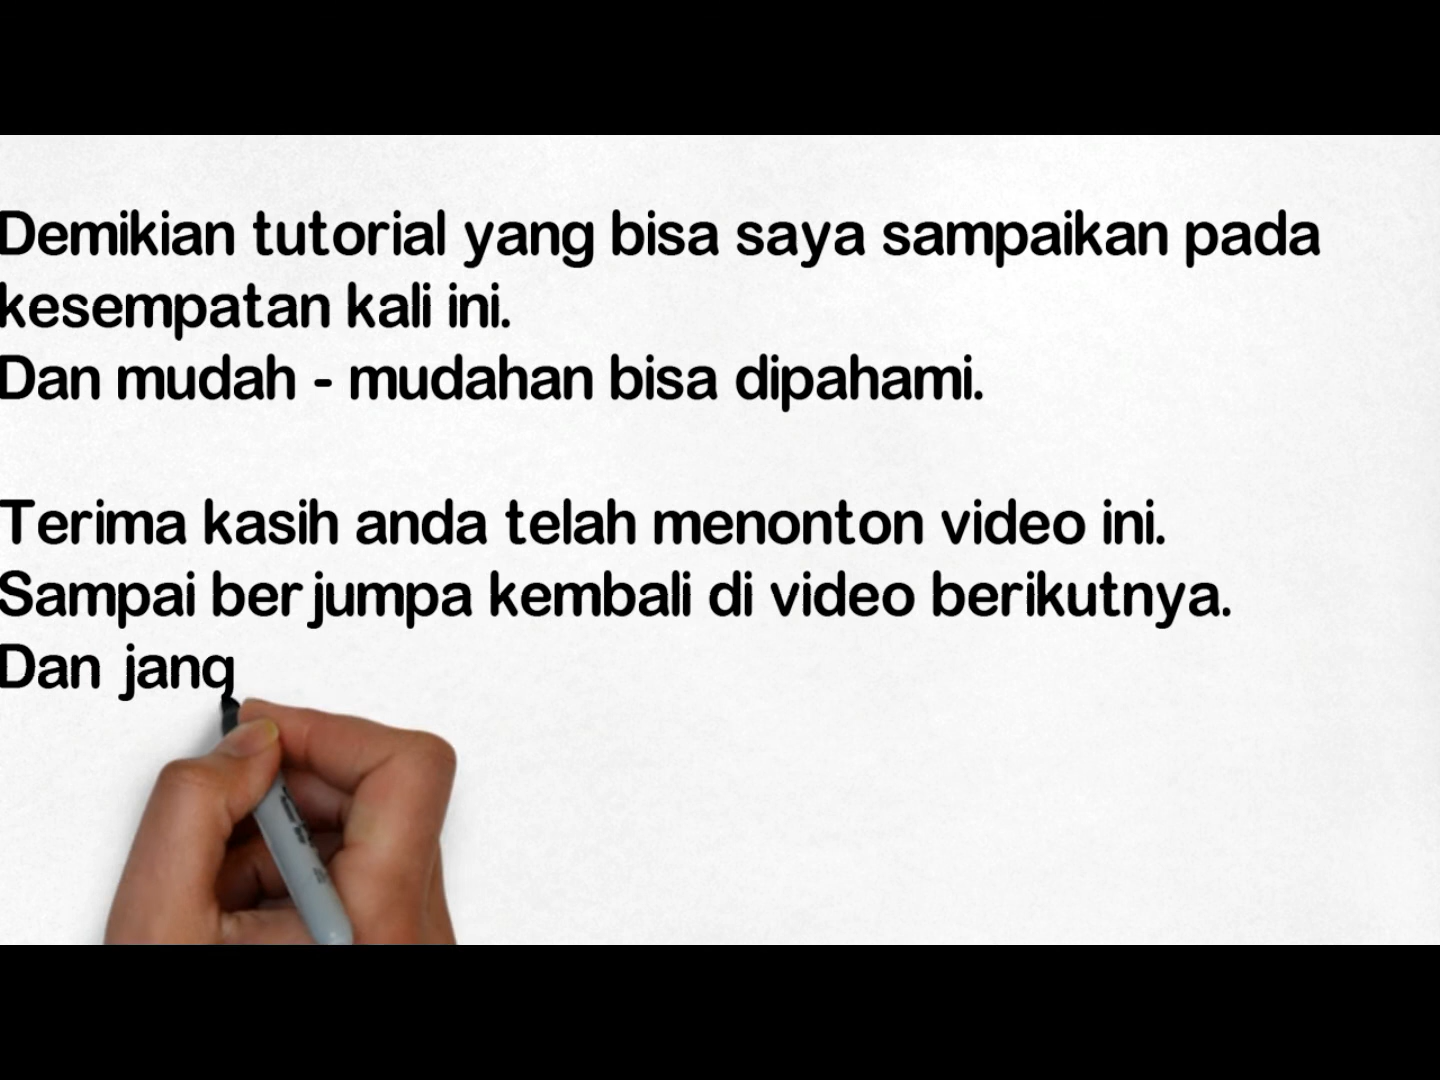 Demikian tutorial yang bisa saya sampaikan pada
kesempatan kali ini.
Dan mudah - mudahan bisa dipahami.
Terima kasih anda telah menonton video ini.
Sampai berjumpa kembali di video berikutnya.
Dan jang